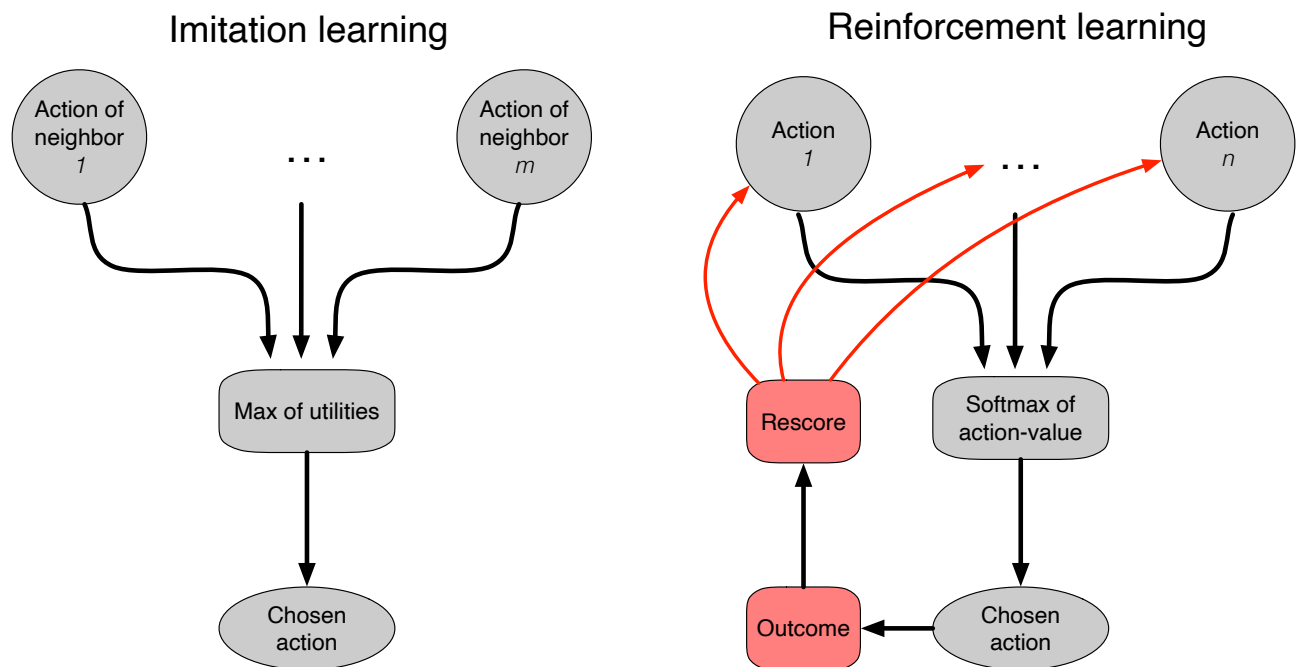 Imitation learning
Action of
neighbor
1
...
Action of
neighbor
m
Max of utilities
Chosen
action
Reinforcement learning
Action
1
...
Action
n
Rescore
Softmax of
action-value
Outcome
Chosen
action